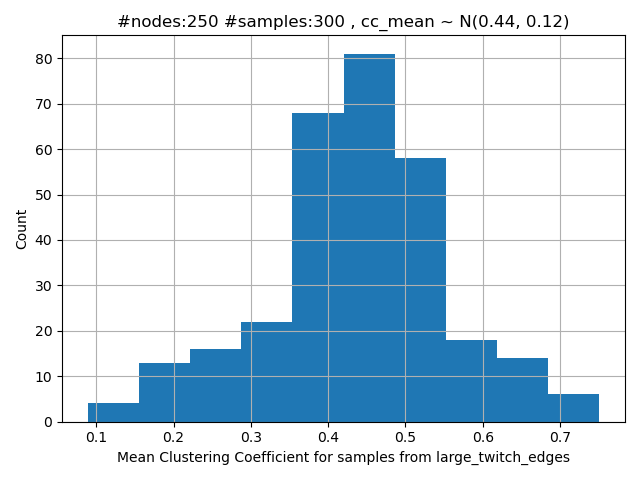 #nodes:250 #samples:300 , cc_mean ~ N(0.44, 0.12)
80
70
60
50
40
30
20
10
0
Count
0.1 0.2 0.3 0.4 0.5 0.6 0.7
Mean Clustering Coefficient for samples from large_twitch_edges